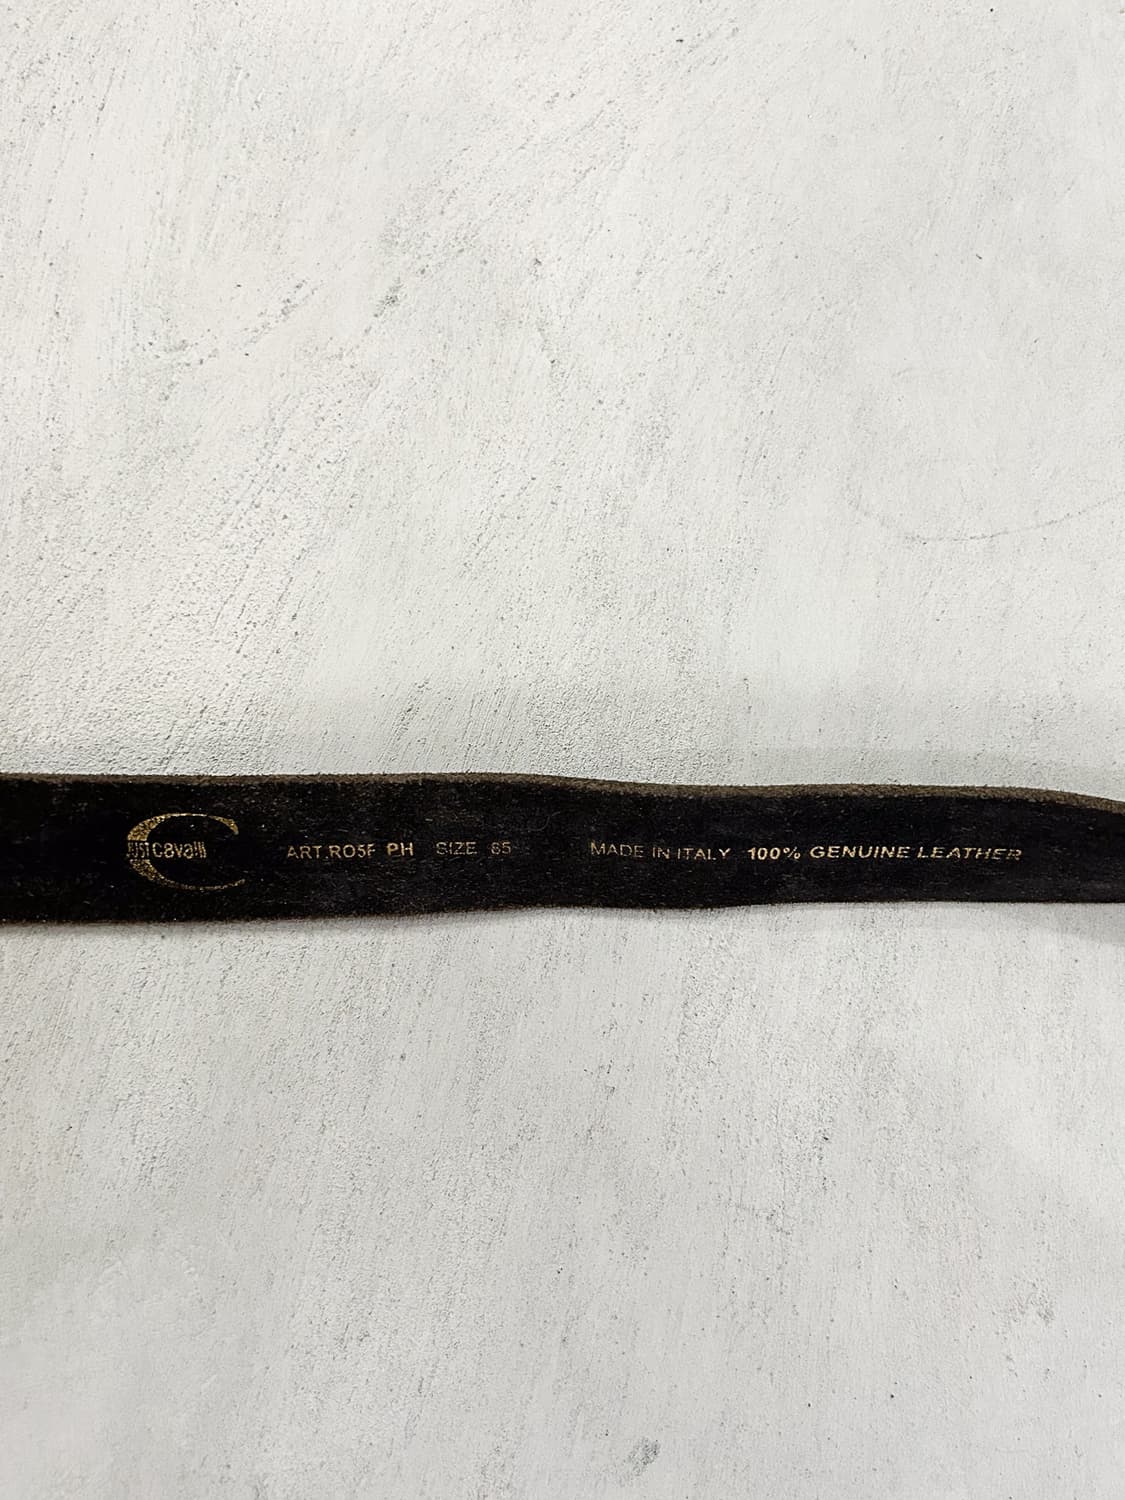 JUST cavalli ART.RO5F PH SIZE 85 MADE IN ITALY 100% GENUINE LEATHER